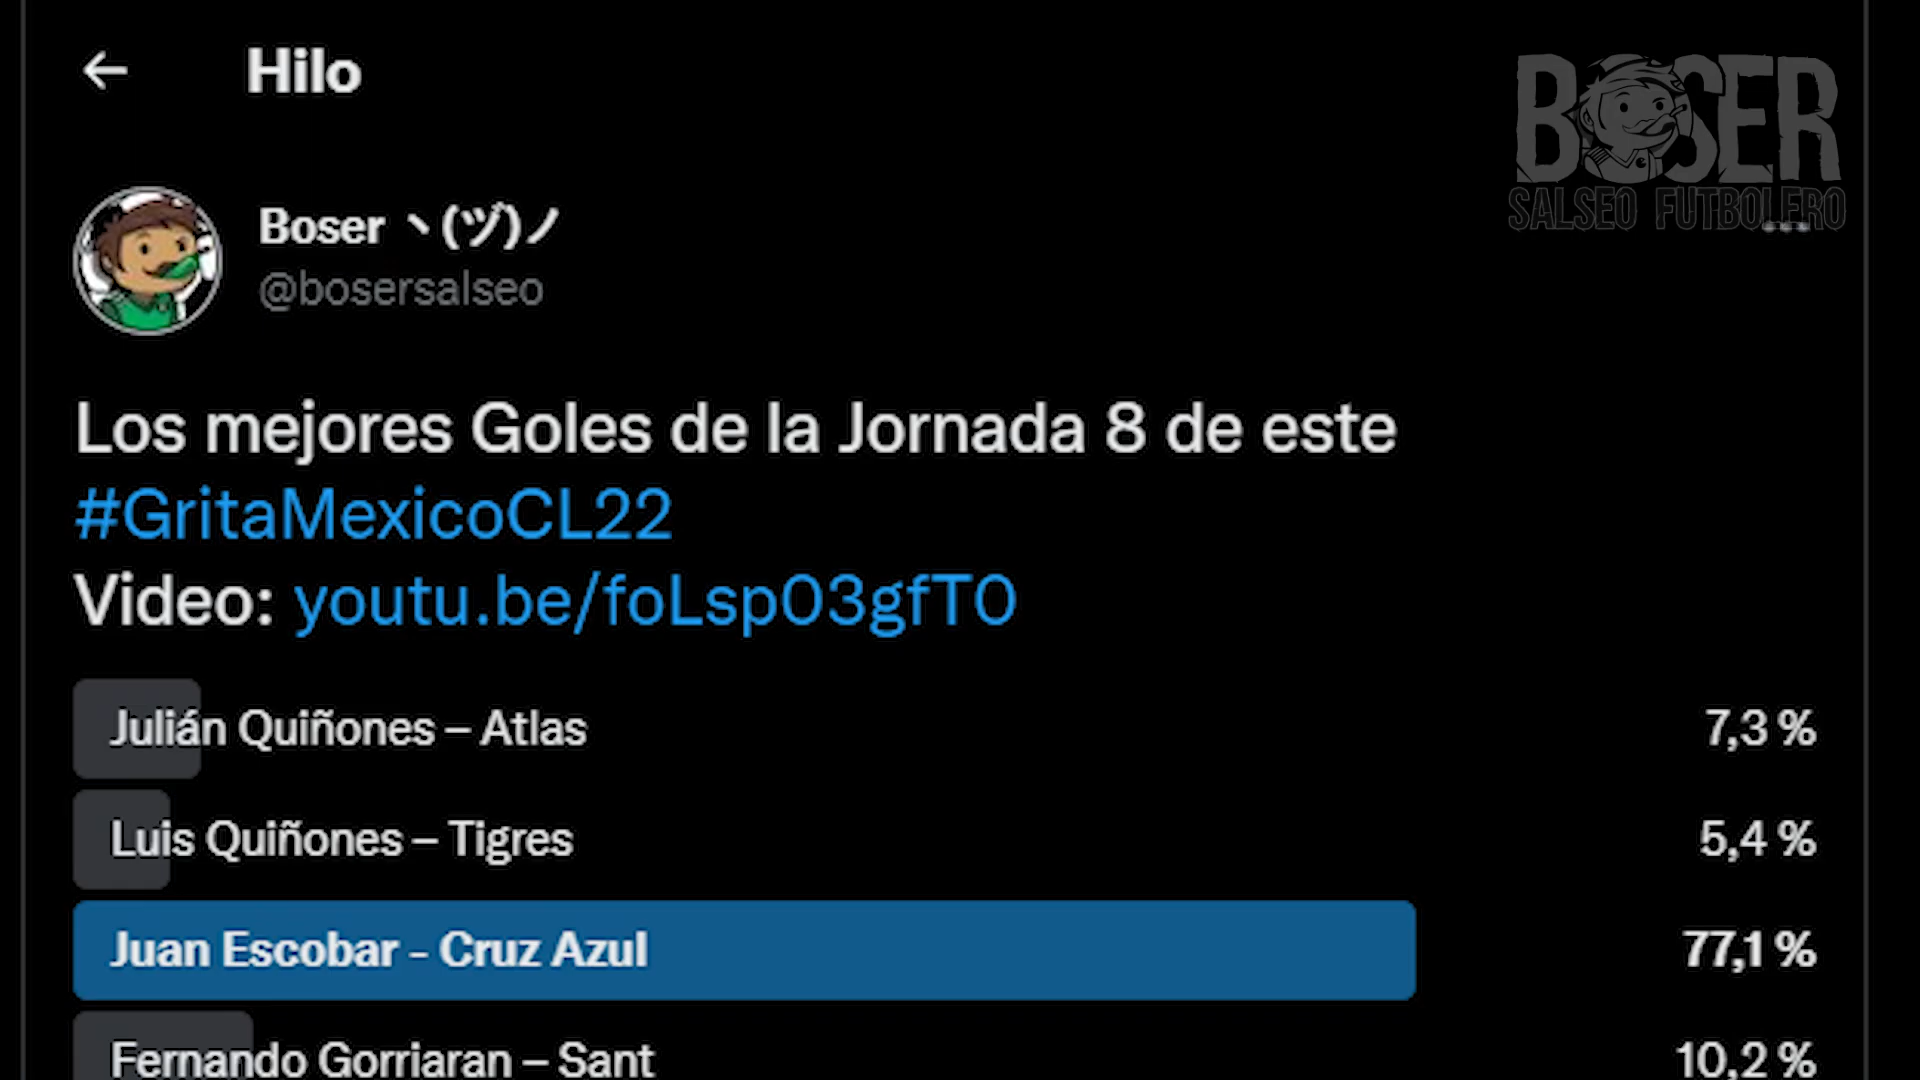 Hilo
BOSER
SALSEO FUTBOLERO
Boser ヽ(ヅ)ノ
@bosersalseo
Los mejores Goles de la Jornada 8 de este
#GritaMexicoCL22
Video: youtu.be/foLsp03gfT0
Julián Quiñones – Atlas 7,3 %
Luis Quiñones – Tigres 5,4 %
Juan Escobar - Cruz Azul 77,1 %
Fernando Gorriaran – Sant 10,2 %